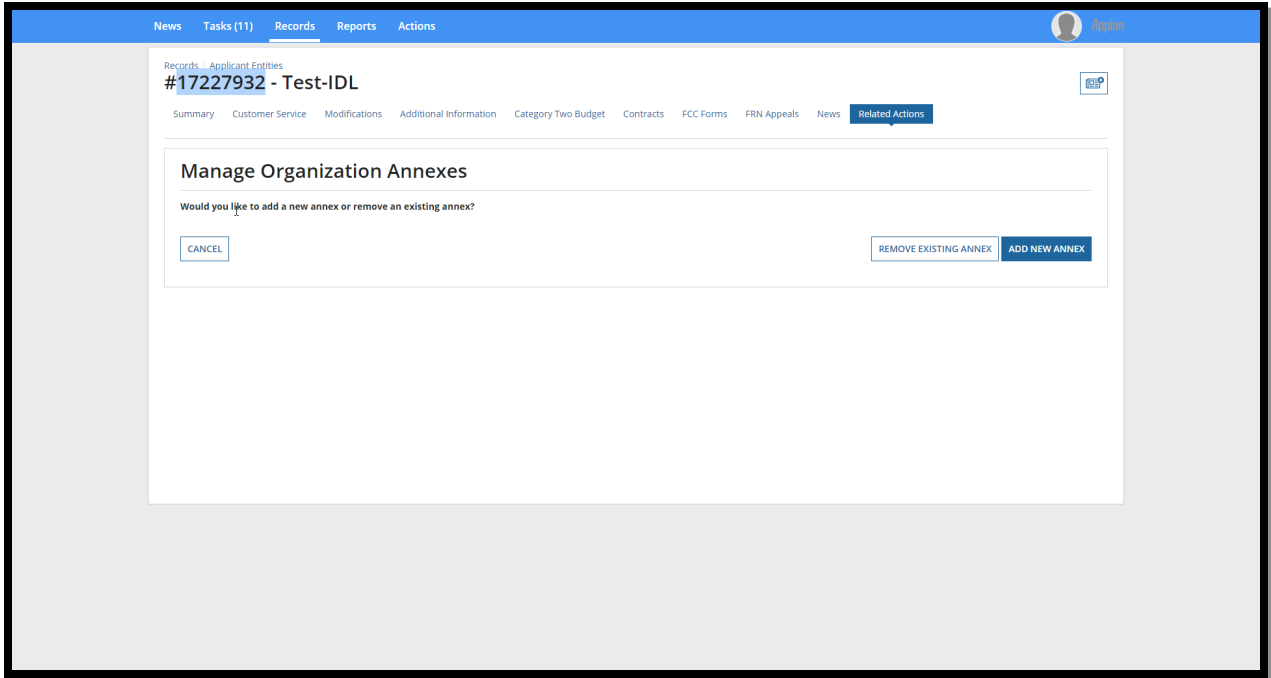 News Tasks (11) Records Reports Actions Appian
Records / Applicant Entities
#17227932 - Test-IDL
Summary Customer Service Modifications Additional Information Category Two Budget Contracts FCC Forms FRN Appeals News Related Actions
Manage Organization Annexes
Would you like to add a new annex or remove an existing annex?
CANCEL REMOVE EXISTING ANNEX ADD NEW ANNEX